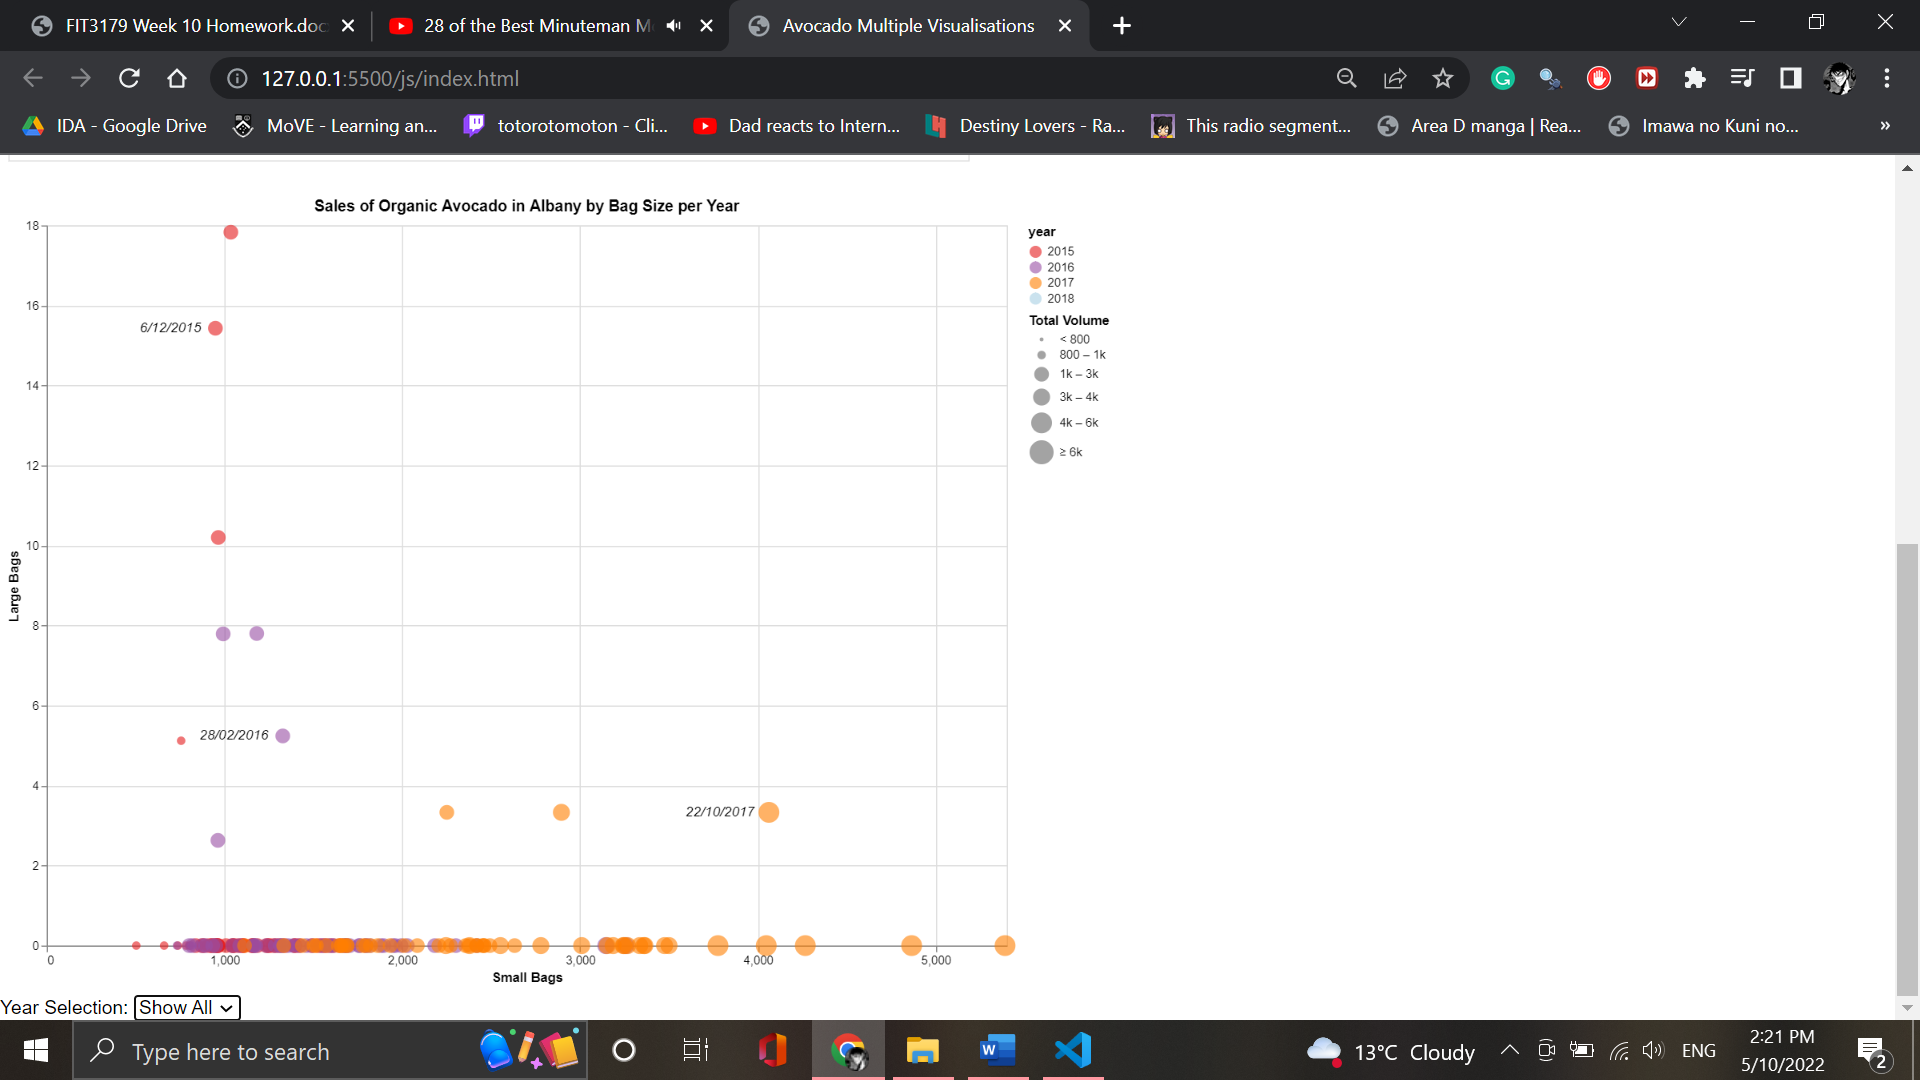 FIT3179 Week 10 Homework.doc
28 of the Best Minuteman M
Avocado Multiple Visualisations
127.0.0.1:5500/js/index.html
IDA - Google Drive
MoVE - Learning an...
totorotomoton - Cli...
Dad reacts to Intern...
Destiny Lovers - Ra...
This radio segment...
Area D manga | Rea...
Imawa no Kuni no...
»
Sales of Organic Avocado in Albany by Bag Size per Year
18
16
14
12
10
8
6
4
2
0
Large Bags
6/12/2015
28/02/2016
22/10/2017
0
1,000
2,000
3,000
4,000
5,000
Small Bags
year
2015
2016
2017
2018
Total Volume
< 800
800 – 1k
1k – 3k
3k – 4k
4k – 6k
≥ 6k
Year Selection: Show All
Type here to search
13°C Cloudy
ENG
2:21 PM
5/10/2022
2